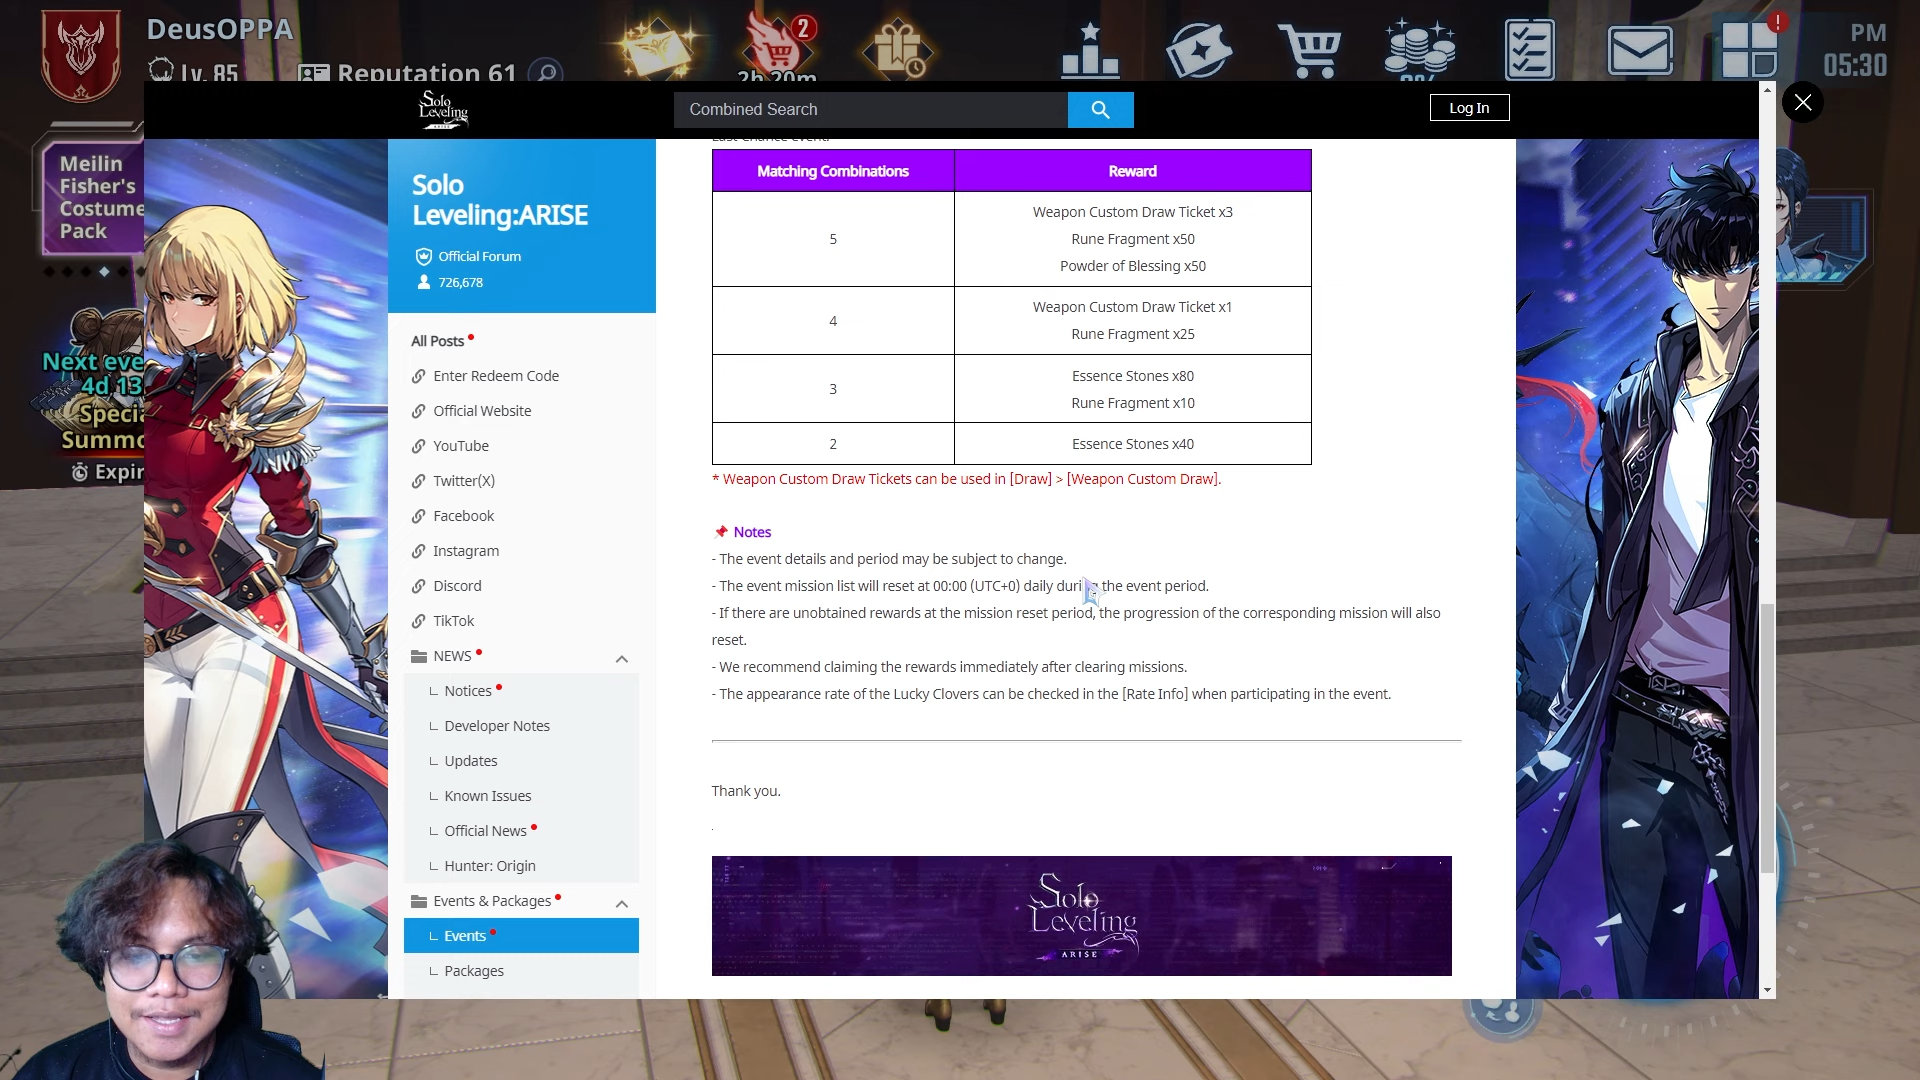 DeusOPPA
Lv. 85
Reputation 61
2
2h 20m
!
PM
05:30
Meilin
Fisher's
Costume
Pack
Next eve
4d 13
Specia
Summo
Expir
Solo
Leveling
ARISE
Combined Search
Log In
Solo
Leveling:ARISE
Official Forum
726,678
All Posts
Enter Redeem Code
Official Website
YouTube
Twitter(X)
Facebook
Instagram
Discord
TikTok
NEWS
Notices
Developer Notes
Updates
Known Issues
Official News
Hunter: Origin
Events & Packages
Events
Packages
Last Chance event.
Matching Combinations
Reward
5
Weapon Custom Draw Ticket x3
Rune Fragment x50
Powder of Blessing x50
4
Weapon Custom Draw Ticket x1
Rune Fragment x25
3
Essence Stones x80
Rune Fragment x10
2
Essence Stones x40
* Weapon Custom Draw Tickets can be used in [Draw] > [Weapon Custom Draw].
Notes
- The event details and period may be subject to change.
- The event mission list will reset at 00:00 (UTC+0) daily during the event period.
- If there are unobtained rewards at the mission reset period, the progression of the corresponding mission will also
reset.
- We recommend claiming the rewards immediately after clearing missions.
- The appearance rate of the Lucky Clovers can be checked in the [Rate Info] when participating in the event.
Thank you.
.
Solo
Leveling
ARISE